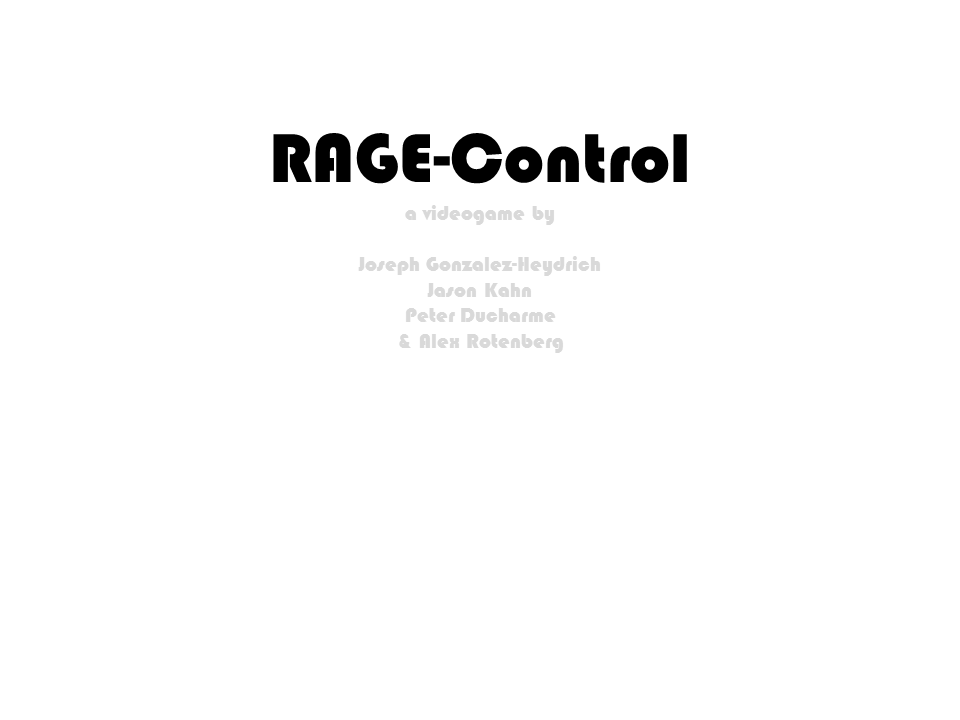 RAGE-Control
a videogame by
Joseph Gonzalez-Heydrich
Jason Kahn
Peter Ducharme
& Alex Rotenberg